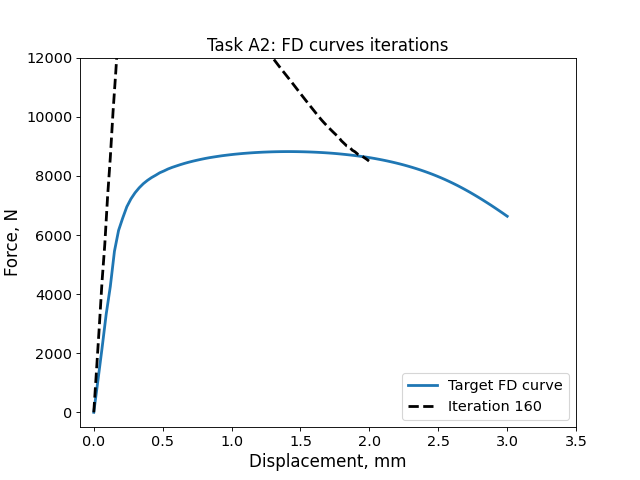 Task A2: FD curves iterations
Force, N
12000
10000
8000
6000
4000
2000
0
Target FD curve
Iteration 160
0.0 0.5 1.0 1.5 2.0 2.5 3.0 3.5
Displacement, mm